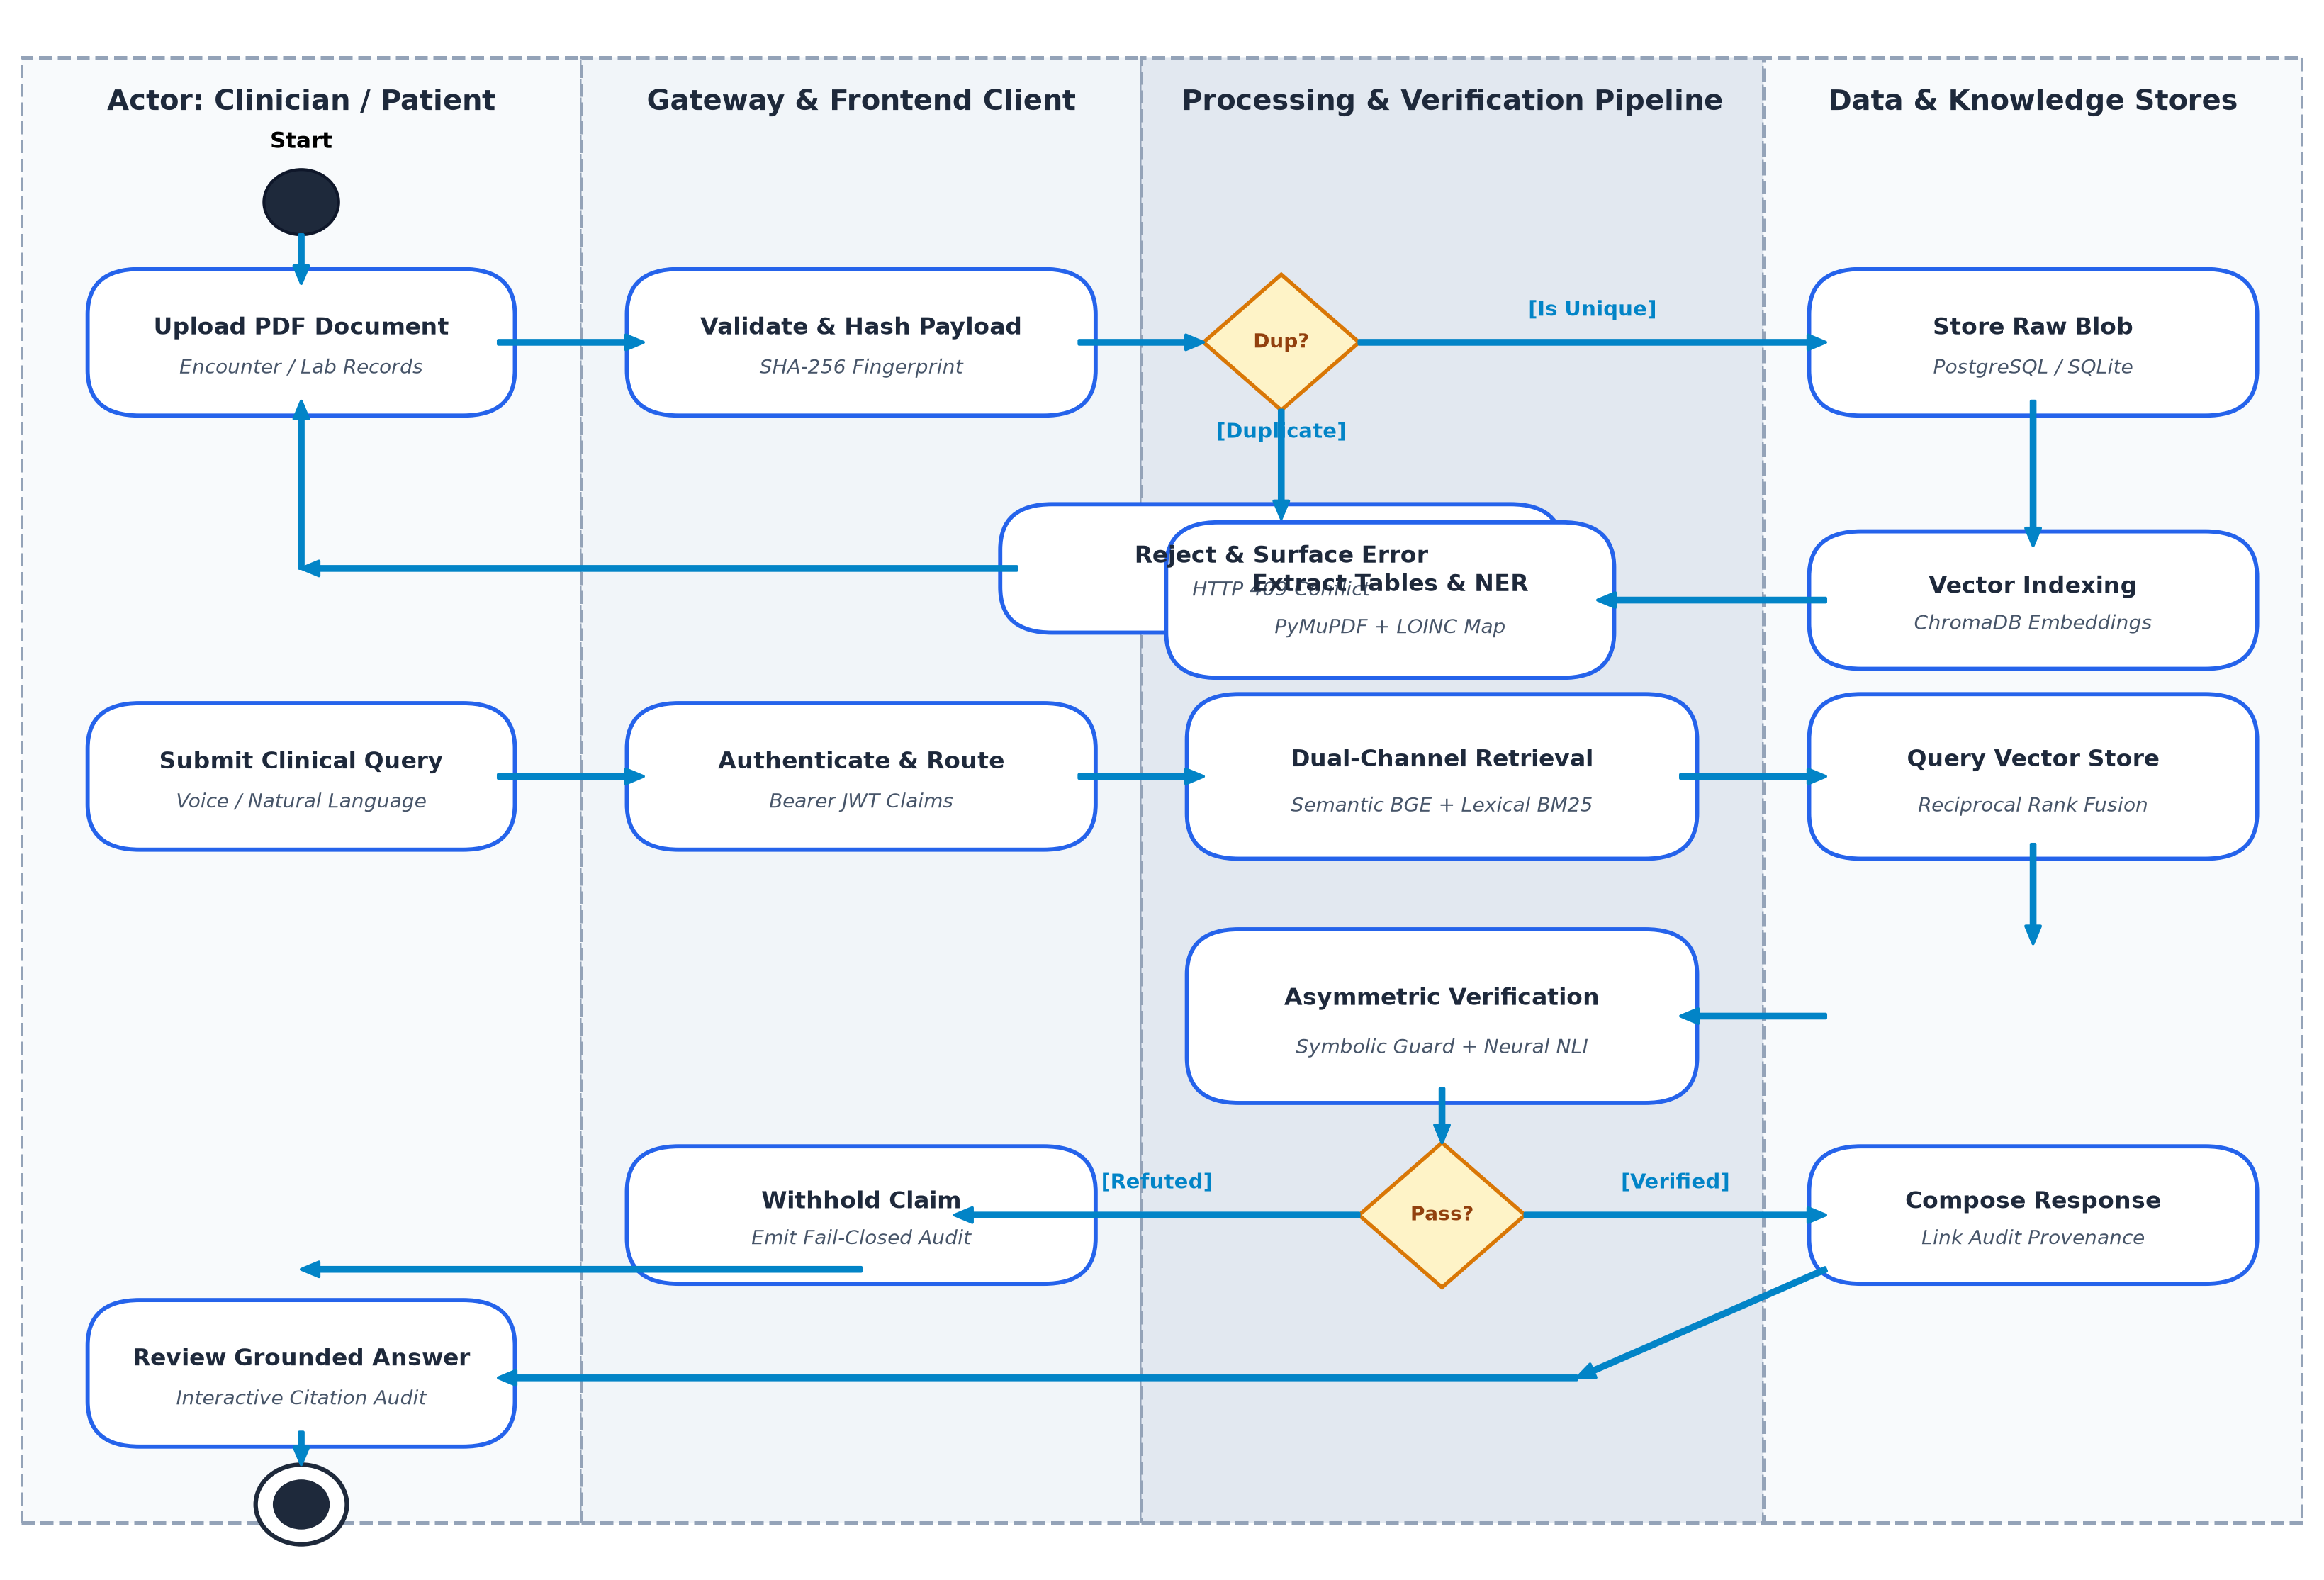 Actor: Clinician / Patient
Gateway & Frontend Client
Processing & Verification Pipeline
Data & Knowledge Stores
Start
Upload PDF Document
Encounter / Lab Records
Validate & Hash Payload
SHA-256 Fingerprint
Dup?
[Is Unique]
Store Raw Blob
PostgreSQL / SQLite
[Duplicate]
Reject & Surface Error
HTTP 409 Conflict
Extract Tables & NER
PyMuPDF + LOINC Map
Vector Indexing
ChromaDB Embeddings
Submit Clinical Query
Voice / Natural Language
Authenticate & Route
Bearer JWT Claims
Dual-Channel Retrieval
Semantic BGE + Lexical BM25
Query Vector Store
Reciprocal Rank Fusion
Asymmetric Verification
Symbolic Guard + Neural NLI
Withhold Claim
Emit Fail-Closed Audit
[Refuted]
Pass?
[Verified]
Compose Response
Link Audit Provenance
Review Grounded Answer
Interactive Citation Audit